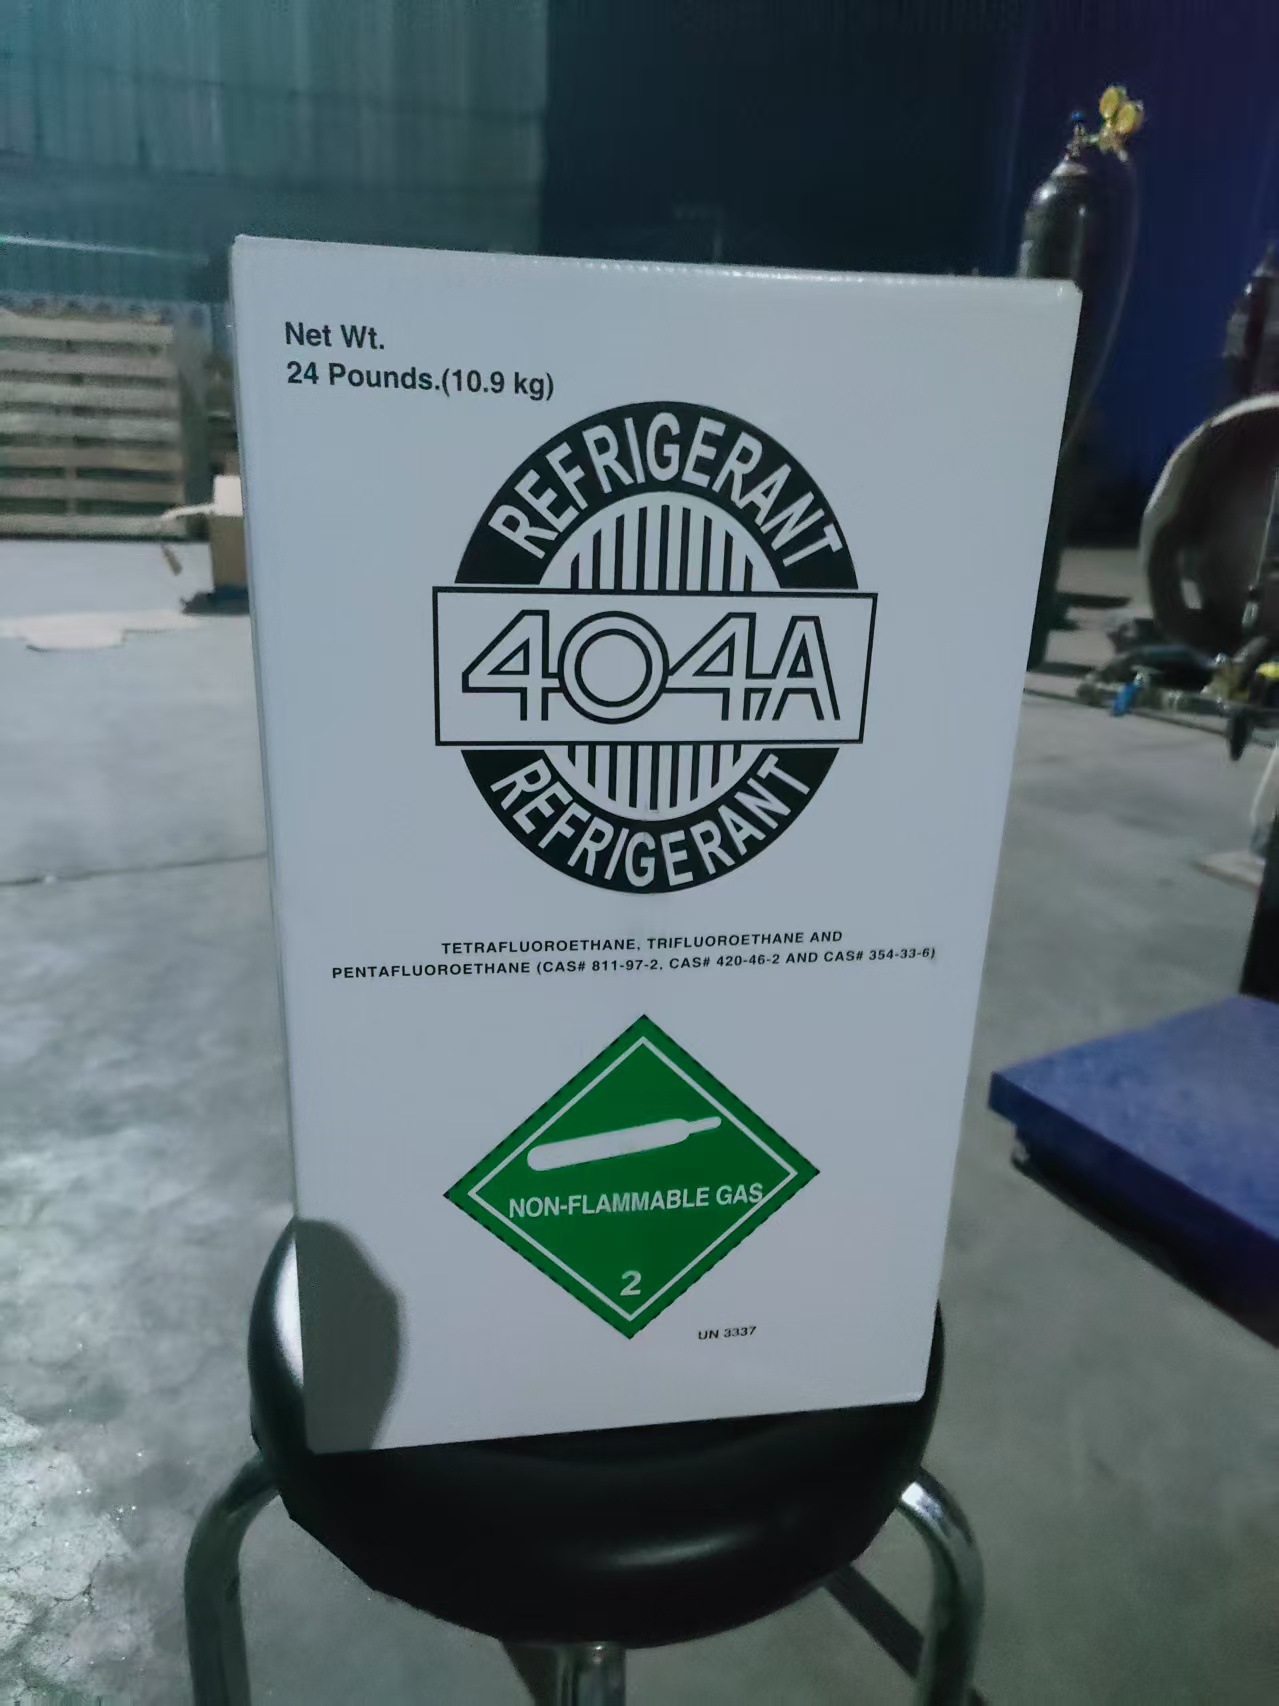 Net Wt.
24 Pounds.(10.9 kg)
REFRIGERANT
404A
REFRIGERANT
TETRAFLUOROETHANE, TRIFLUOROETHANE AND
PENTAFLUOROETHANE (CAS# 811-97-2, CAS# 420-46-2 AND CAS# 354-33-6)
NON-FLAMMABLE GAS
2
UN 3337